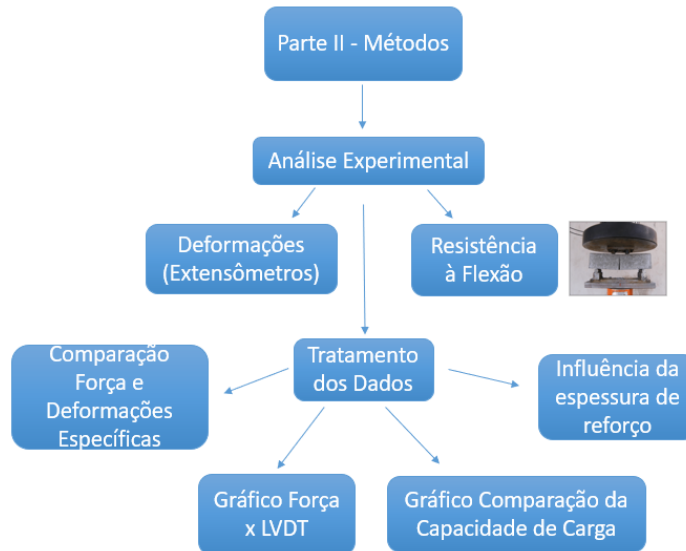 Parte II - Métodos
Análise Experimental
Deformações
(Extensômetros)
Resistência
à Flexão
Comparação
Força e
Deformações
Específicas
Tratamento
dos Dados
Influência da
espessura de
reforço
Gráfico Força
x LVDT
Gráfico Comparação da
Capacidade de Carga